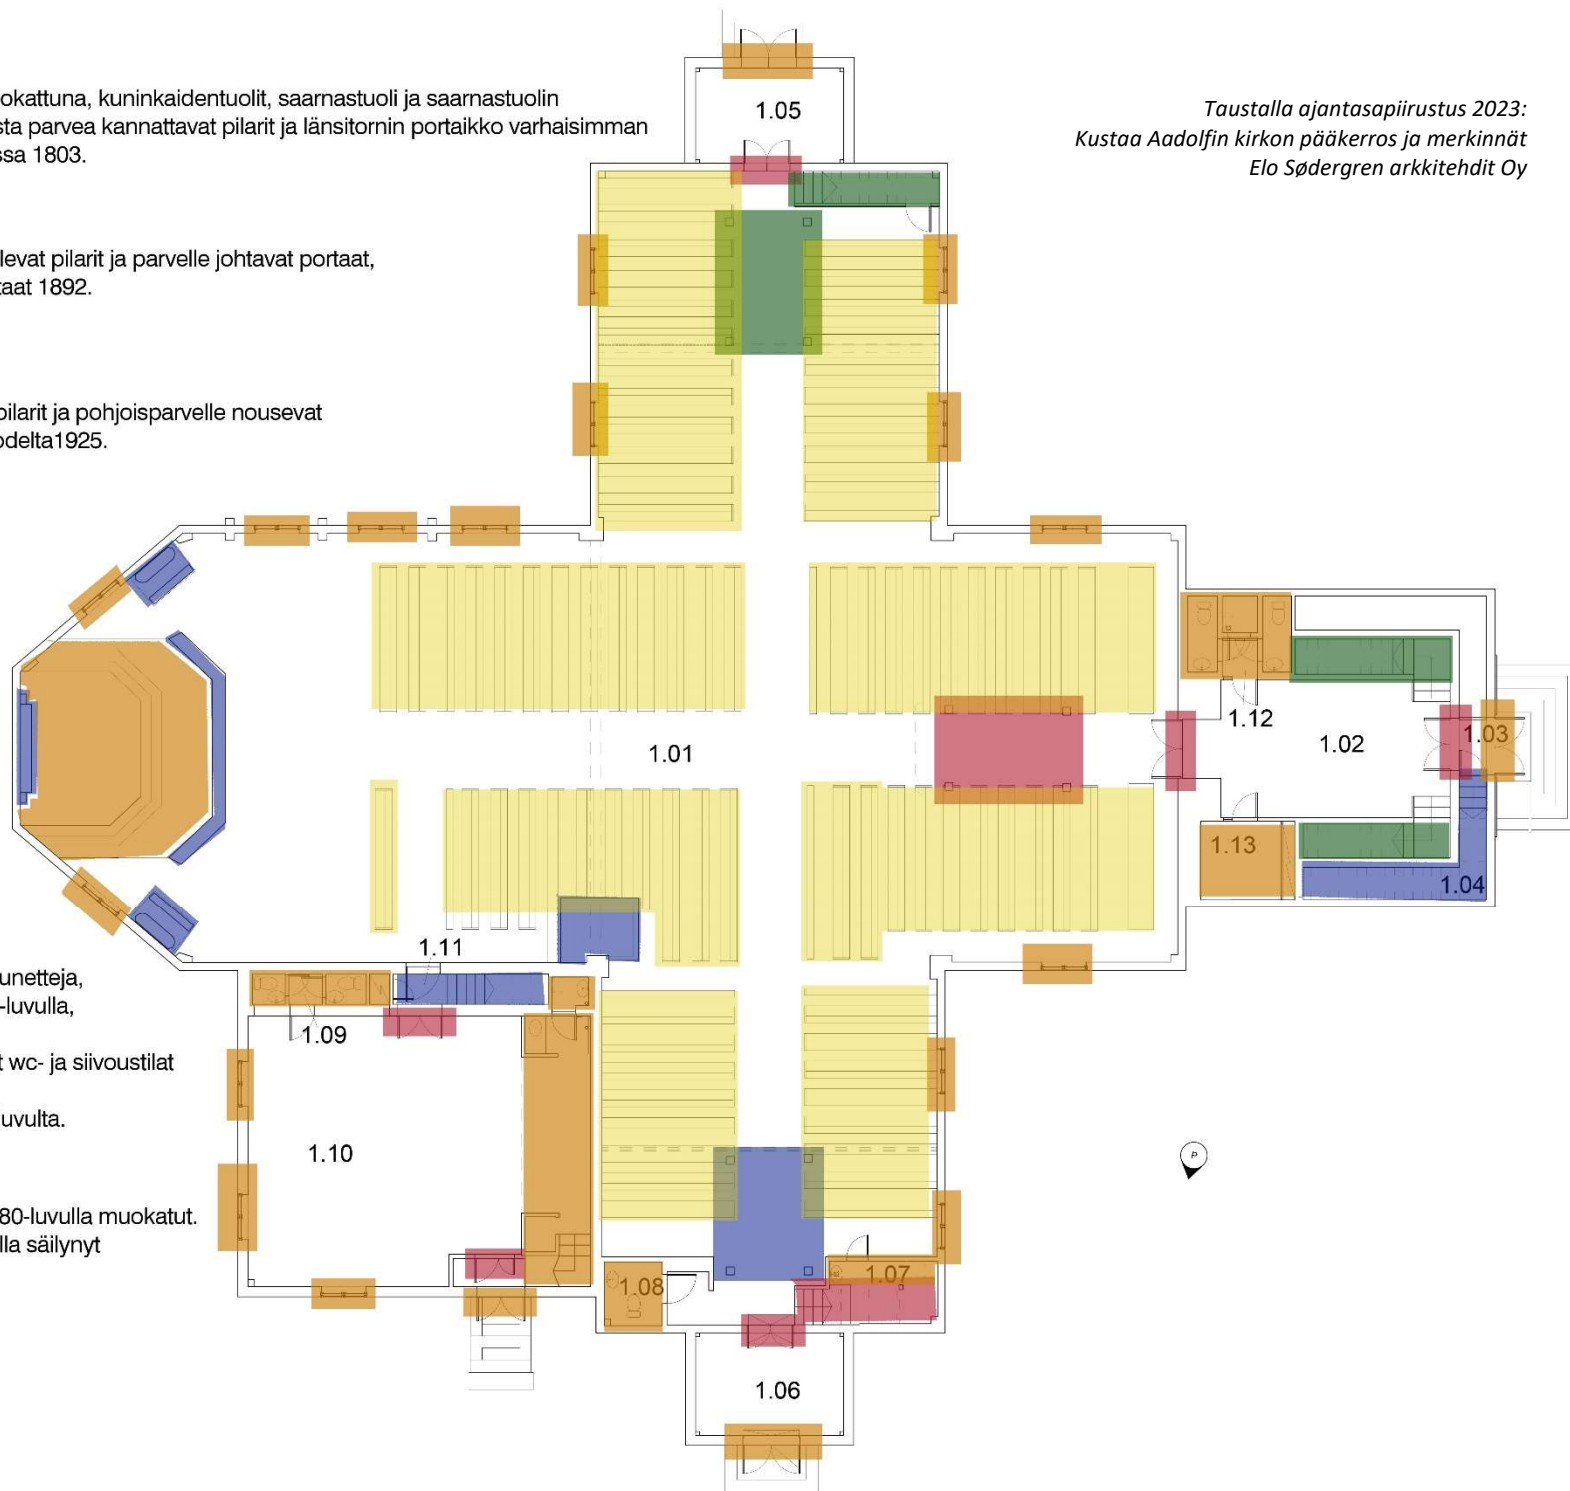 okattuna, kuninkaidentuolit, saarnastuoli ja saarnastuolin
sta parvea kannattavat pilarit ja länsitornin portaikko varhaisimman
ssa 1803.
Taustalla ajantasapiirustus 2023:
Kustaa Aadolfin kirkon pääkerros ja merkinnät
Elo Sødergren arkkitehdit Oy
levat pilarit ja parvelle johtavat portaat,
taat 1892.
pilarit ja pohjoisparvelle nousevat
odelta1925.
unetteja,
-luvulla,
t wc- ja siivoustilat
uvulta.
80-luvulla muokatut.
lla säilynyt
1.05
1.12
1.02
1.03
1.01
1.13
1.04
1.11
1.09
1.10
P
1.08
1.07
1.06